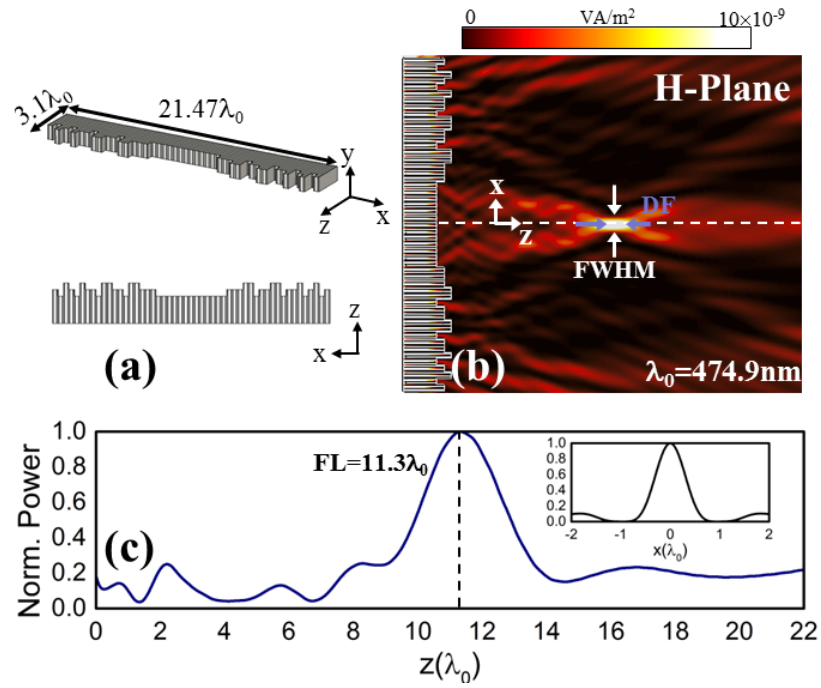 0 VA/m² 10×10⁻⁹
3.1λ₀
21.47λ₀
y
x
z
z
x
(a)
H-Plane
x
z
DF
FWHM
(b)
λ₀=474.9nm
Norm. Power
1.0
0.8
0.6
0.4
0.2
0.0
FL=11.3λ₀
(c)
1.0
0.8
0.6
0.4
0.2
0.0
-2 -1 0 1 2
x(λ₀)
0 2 4 6 8 10 12 14 16 18 20 22
z(λ₀)